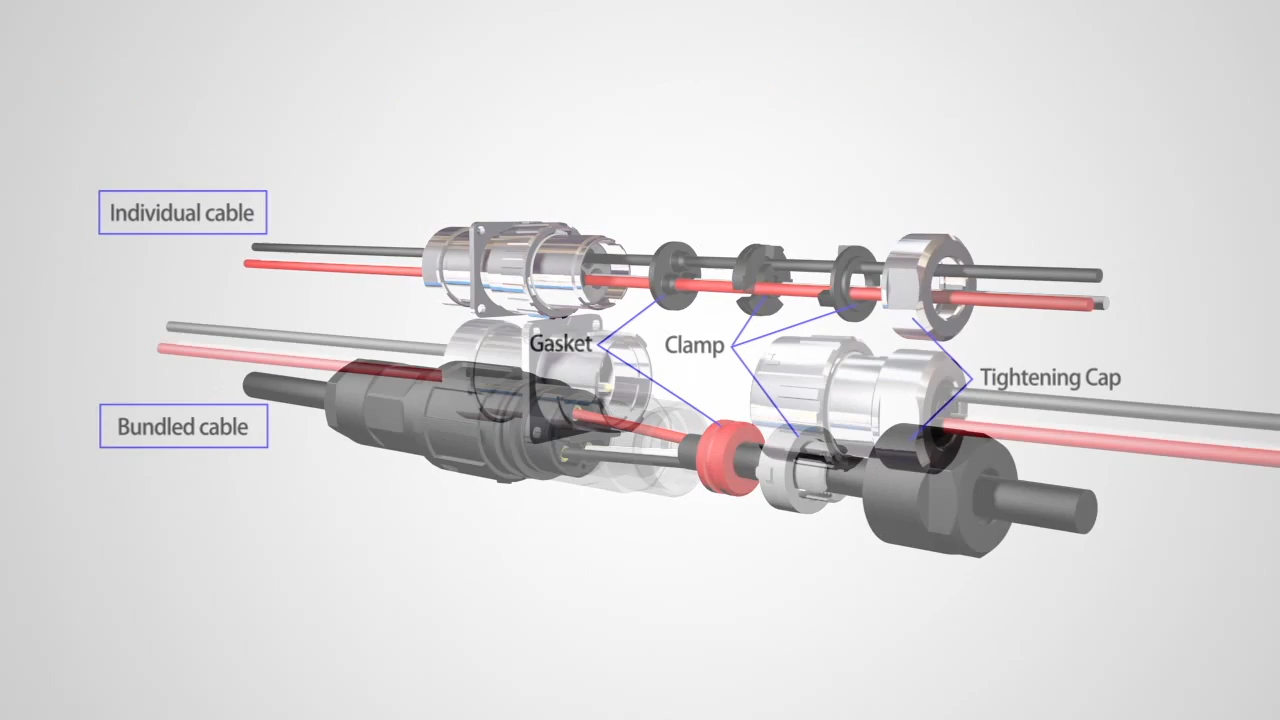 Individual cable
Gasket
Clamp
Tightening Cap
Bundled cable